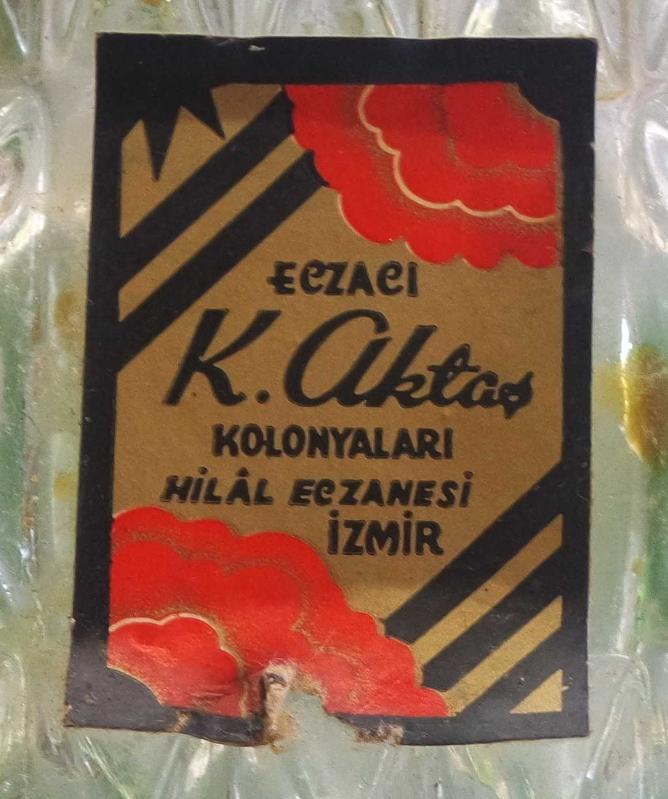 ECZACI
K. Aktaş
KOLONYALARI
HİLÂL ECZANESİ
İZMİR